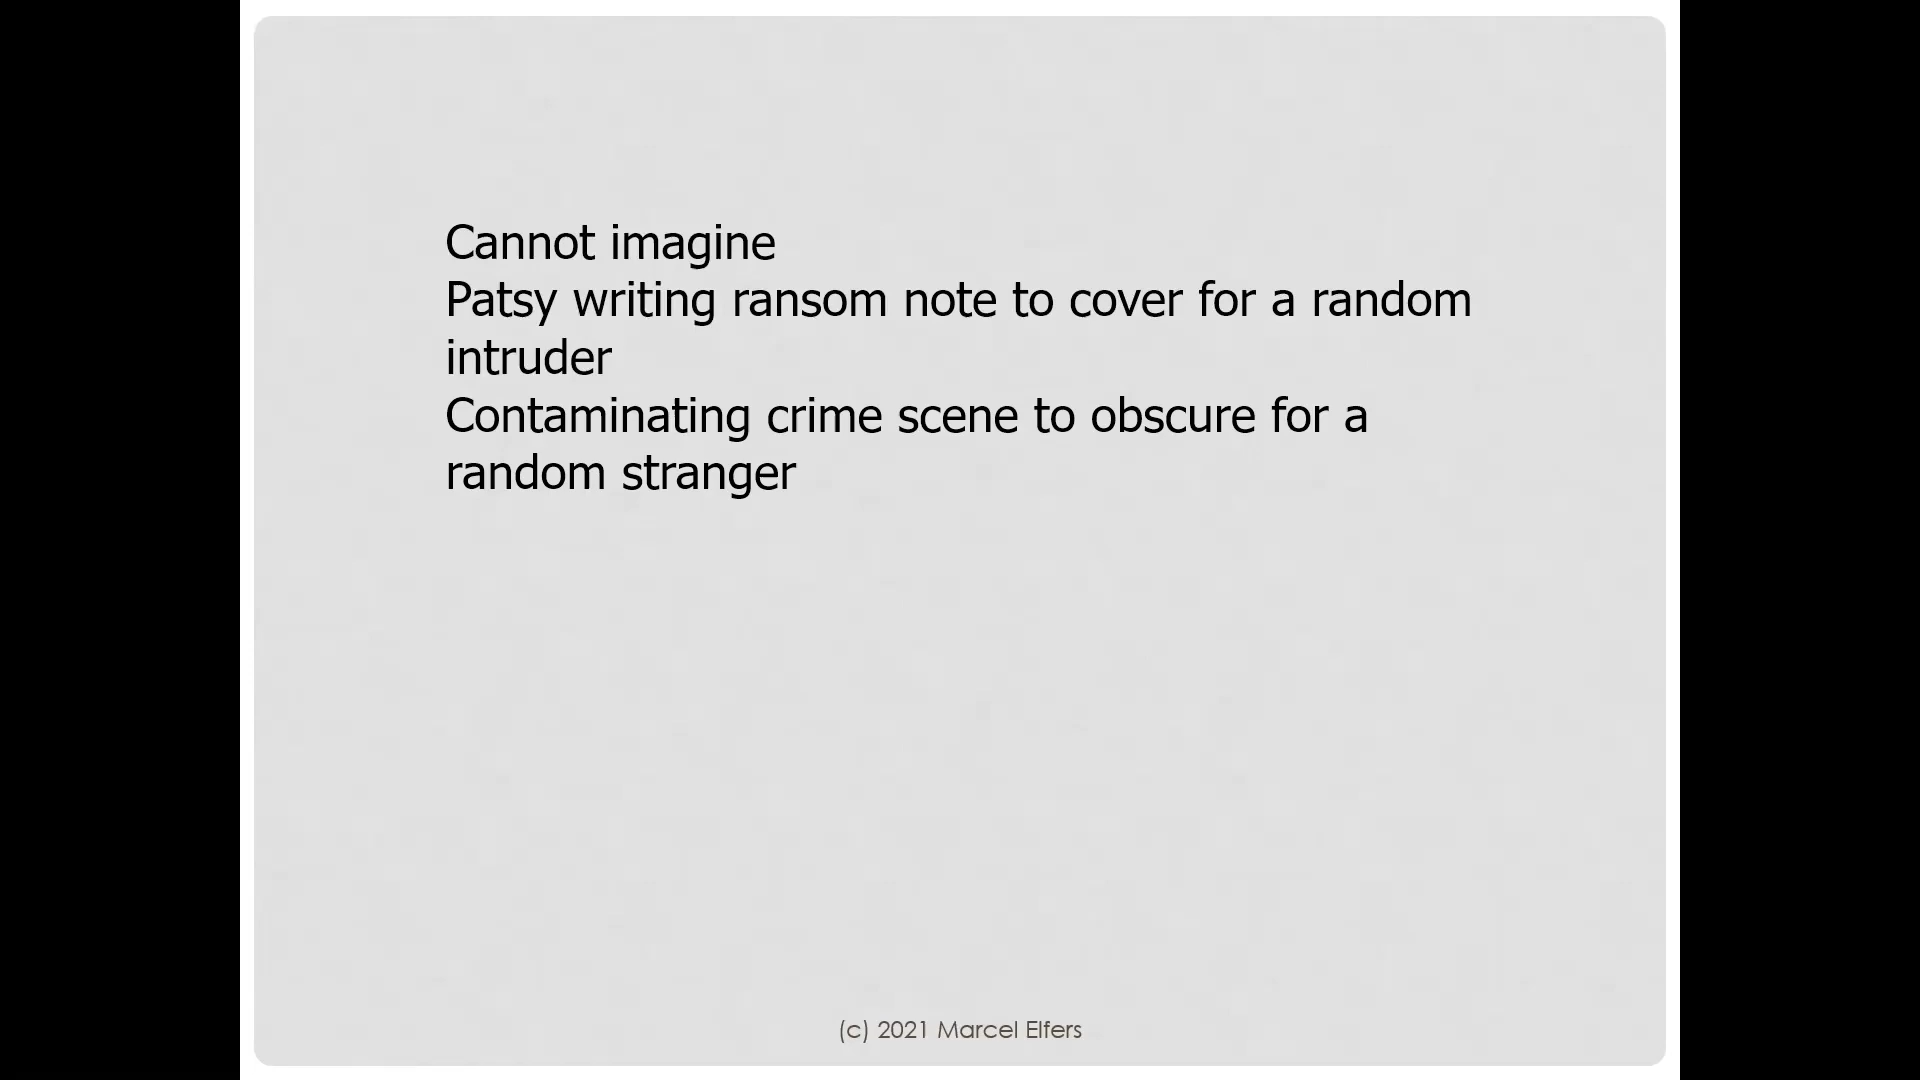 Cannot imagine
Patsy writing ransom note to cover for a random
intruder
Contaminating crime scene to obscure for a
random stranger
(c) 2021 Marcel Elfers